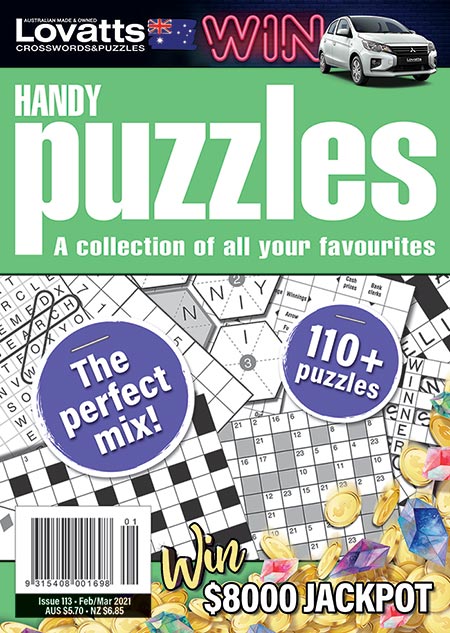 AUSTRALIAN MADE & OWNED
Lovatts
CROSSWORDS&PUZZLES
WIN
HANDY
puzzles
A collection of all your favourites
The
perfect
mix!
110+
puzzles
Winnings
Cash
prizes
Bank
clerks
Arrow
WINNER
Win
$8000 JACKPOT
01
9 315408 001698
Issue 113 • Feb/Mar 2021
AUS $5.70 • NZ $6.85